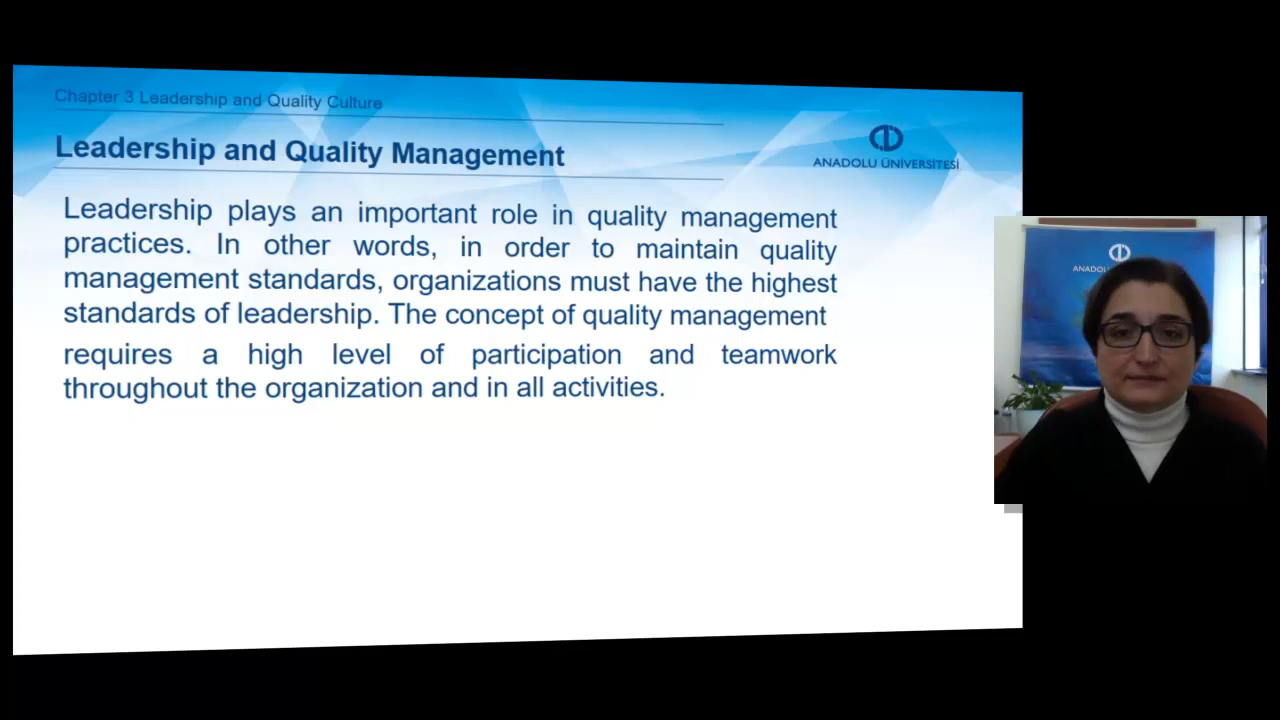 Chapter 3 Leadership and Quality Culture
Leadership and Quality Management
ANADOLU ÜNİVERSİTESİ
Leadership plays an important role in quality management
practices. In other words, in order to maintain quality
management standards, organizations must have the highest
standards of leadership. The concept of quality management
requires a high level of participation and teamwork
throughout the organization and in all activities.